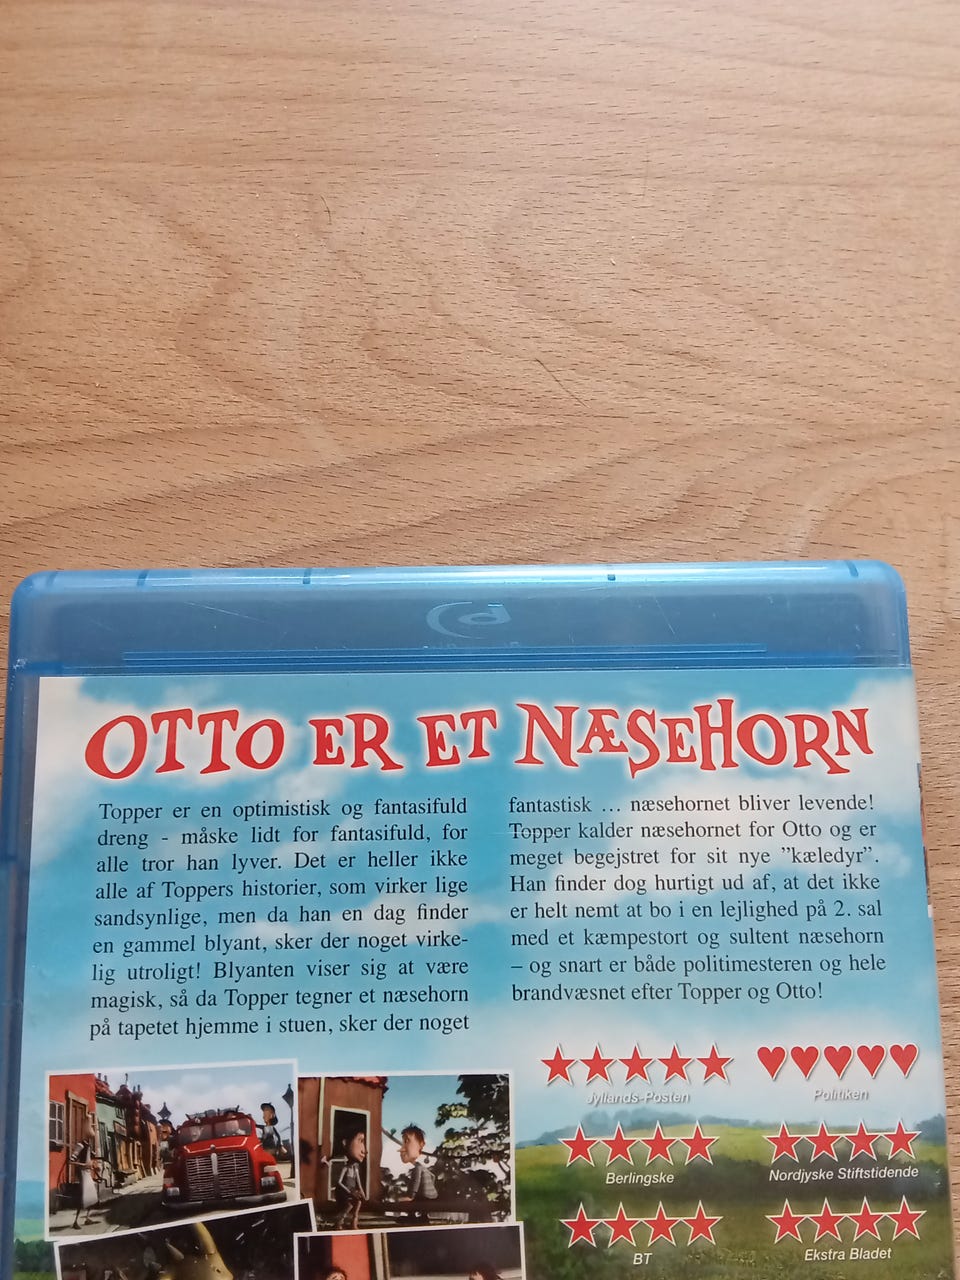 OTTO ER ET NÆSEHORN
Topper er en optimistisk og fantasifuld
dreng - måske lidt for fantasifuld, for
alle tror han lyver. Det er heller ikke
alle af Toppers historier, som virker lige
sandsynlige, men da han en dag finder
en gammel blyant, sker der noget virke-
lig utroligt! Blyanten viser sig at være
magisk, så da Topper tegner et næsehorn
på tapetet hjemme i stuen, sker der noget
fantastisk ... næsehornet bliver levende!
Topper kalder næsehornet for Otto og er
meget begejstret for sit nye ”kæledyr”.
Han finder dog hurtigt ud af, at det ikke
er helt nemt at bo i en lejlighed på 2. sal
med et kæmpestort og sultent næsehorn
– og snart er både politimesteren og hele
brandvæsnet efter Topper og Otto!
Jyllands-Posten
Politiken
Berlingske
Nordjyske Stiftstidende
BT
Ekstra Bladet